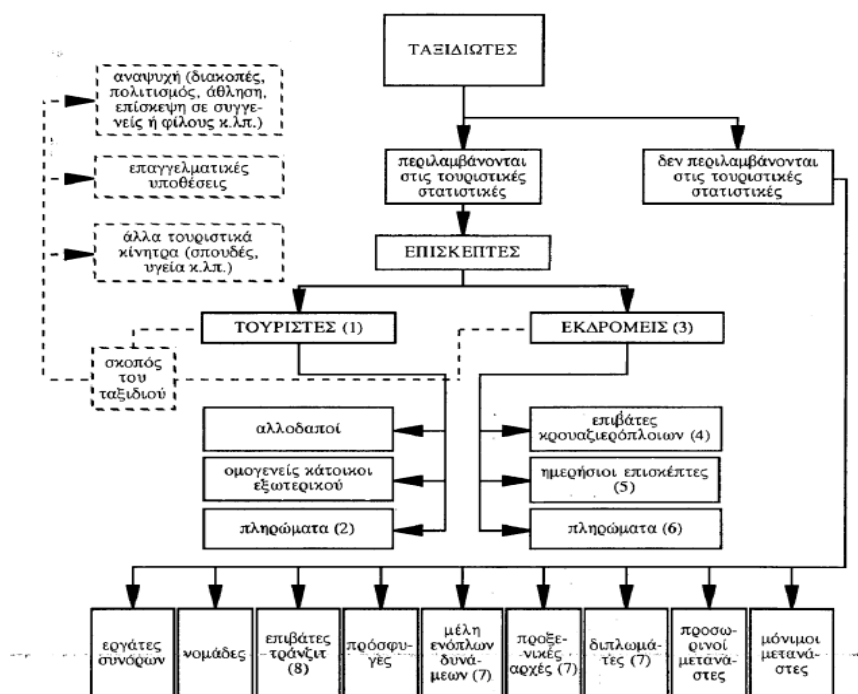 ΤΑΞΙΔΙΩΤΕΣ
αναψυχή (διακοπές,
πολιτισμός, άθληση,
επίσκεψη σε συγγε-
νείς ή φίλους κ.λπ.)
επαγγελματικές
υποθέσεις
άλλα τουριστικά
κίνητρα (σπουδές,
υγεία κ.λπ.)
περιλαμβάνονται
στις τουριστικές
στατιστικές
δεν περιλαμβάνονται
στις τουριστικές
στατιστικές
ΕΠΙΣΚΕΠΤΕΣ
ΤΟΥΡΙΣΤΕΣ (1)
ΕΚΔΡΟΜΕΙΣ (3)
σκοπός
του
ταξιδιού
αλλοδαποί
ομογενείς κάτοικοι
εξωτερικού
πληρώματα (2)
επιβάτες
κρουαζιερόπλοιων (4)
ημερήσιοι επισκέπτες
(5)
πληρώματα (6)
εργάτες
συνόρων
νομάδες
επιβάτες
τράνζιτ
(8)
πρόσφυ-
γές
μέλη
ενόπλων
δυνά-
μεων (7)
προξε-
νικές
αρχές (7)
διπλωμά-
τες (7)
προσω-
ρινοί
μετανά-
στες
μόνιμοι
μετανά-
στες